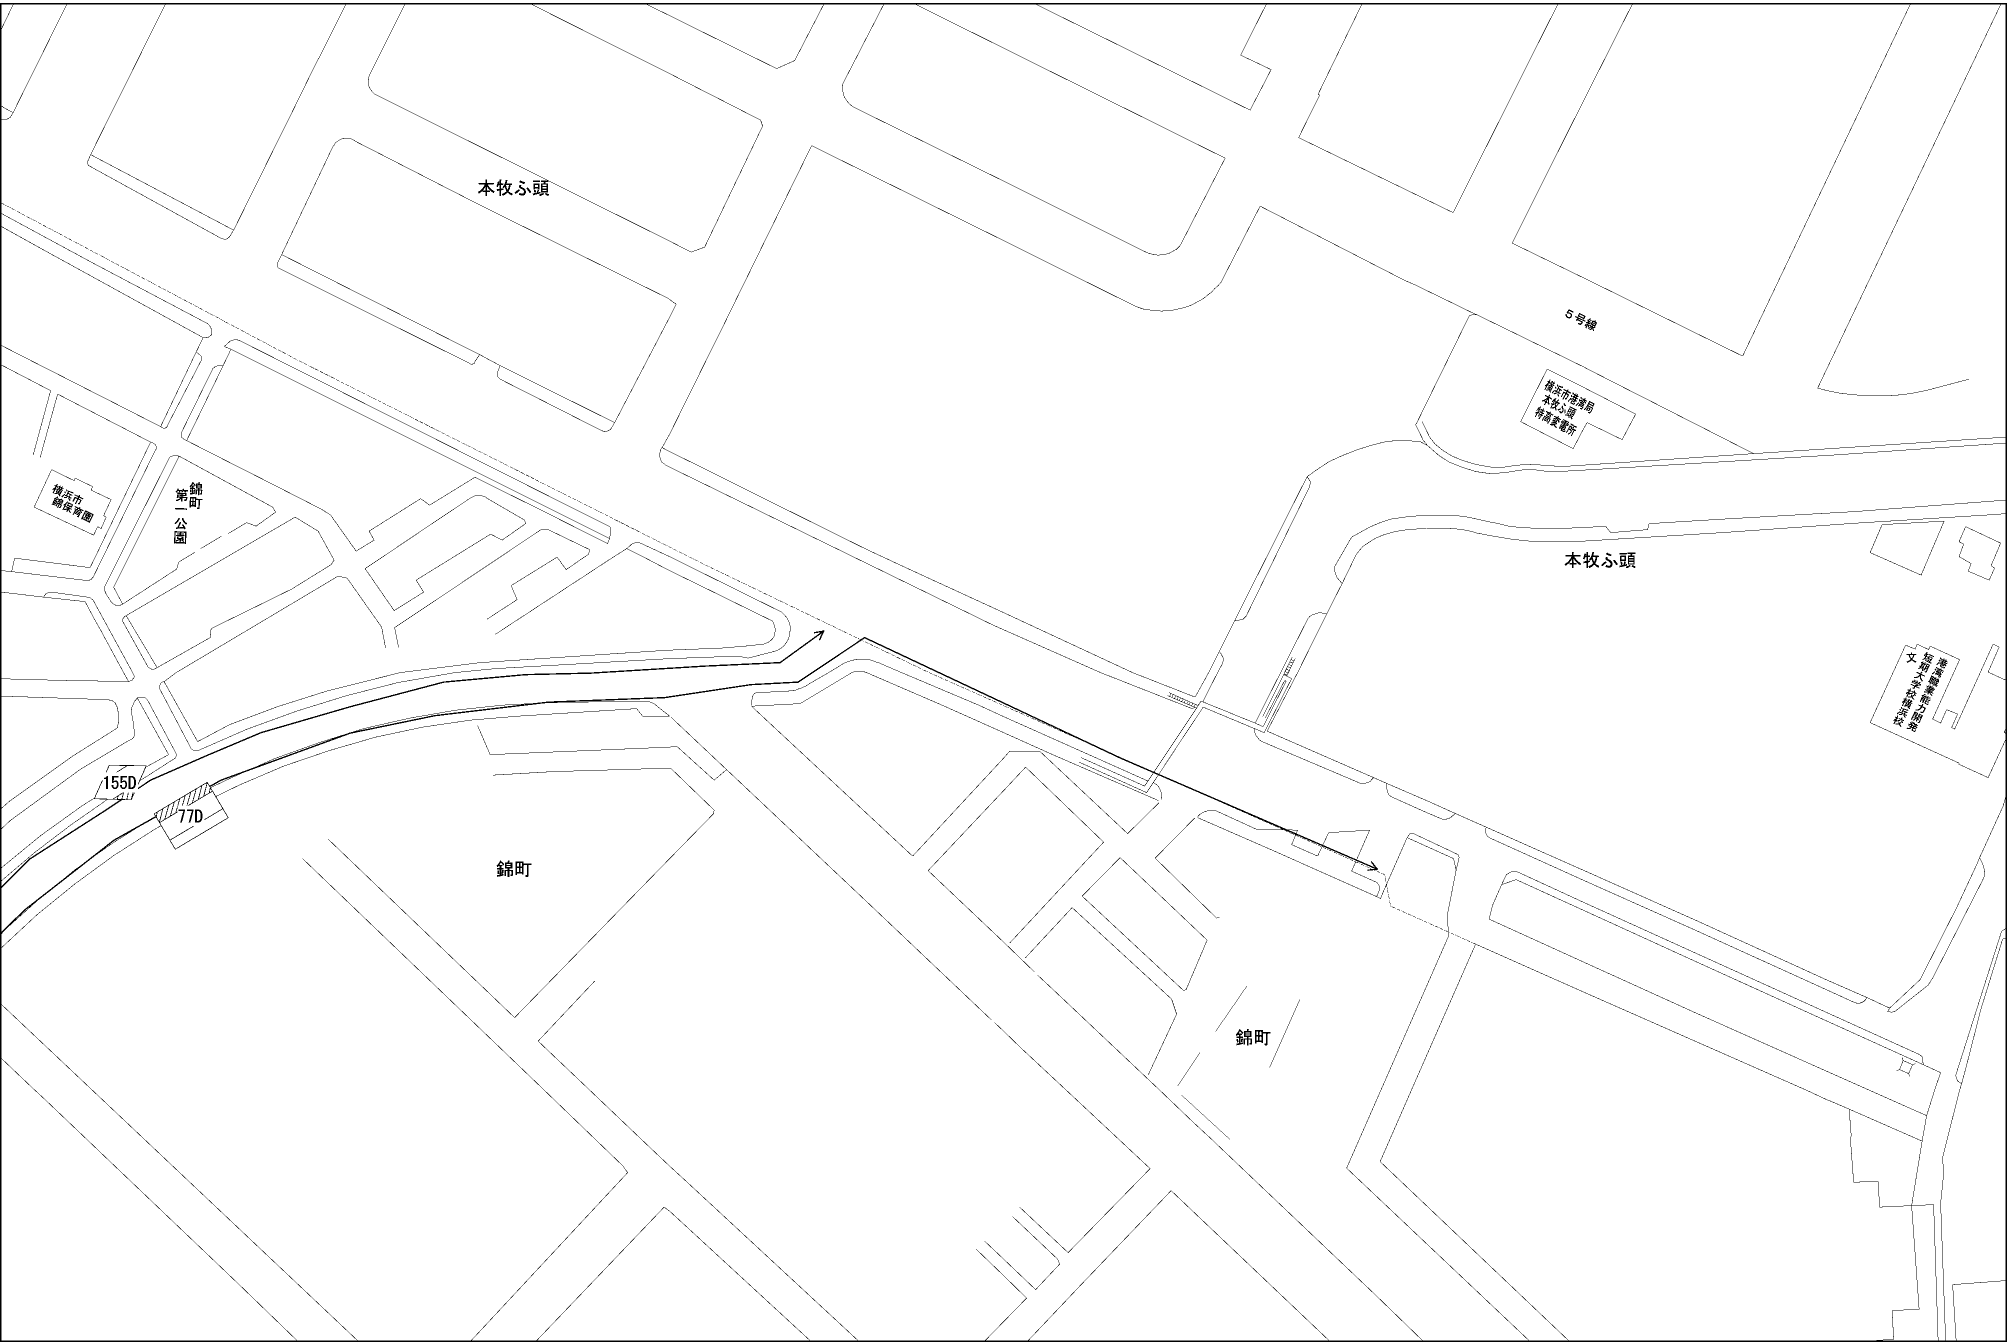 本牧ふ頭
5号線
横浜市港湾局
本牧ふ頭
特高変電所
横浜市
錦保育園
錦町
第一公園
本牧ふ頭
港湾職業能力開発
短期大学校横浜校
文
155D
77D
錦町
錦町